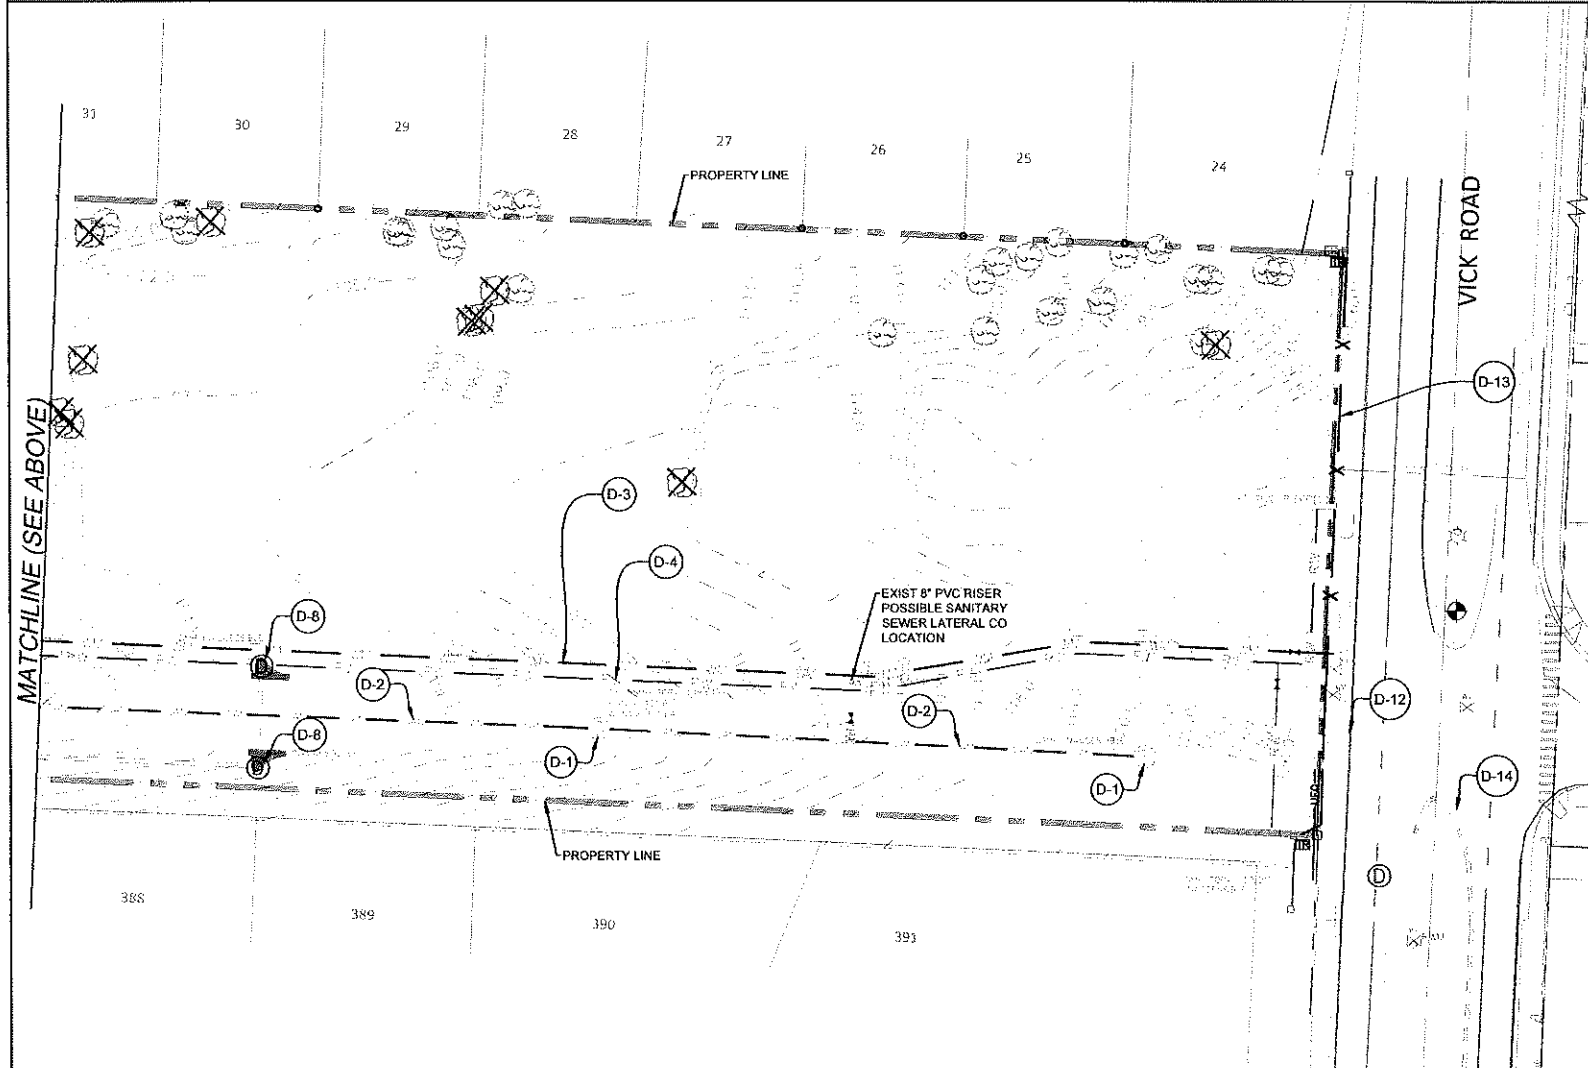 31
30
29
28
27
26
25
24
PROPERTY LINE
VICK ROAD
D-13
MATCHLINE (SEE ABOVE)
D-3
D-4
EXIST 8" PVC RISER
POSSIBLE SANITARY
SEWER LATERAL CO
LOCATION
D-8
D
D-2
D-2
D-12
D-8
D-1
D-1
D-14
PROPERTY LINE
D
388
389
390
391